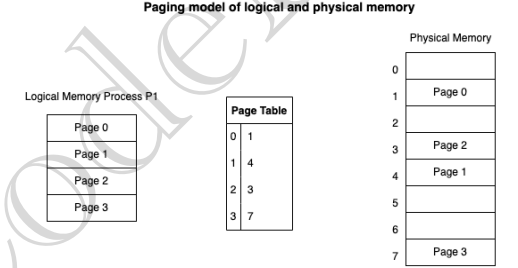 Paging model of logical and physical memory
Physical Memory
Logical Memory Process P1
Page 0
Page 1
Page 2
Page 3
Page Table
0 1
1 4
2 3
3 7
0
1 Page 0
2
3 Page 2
4 Page 1
5
6
7 Page 3